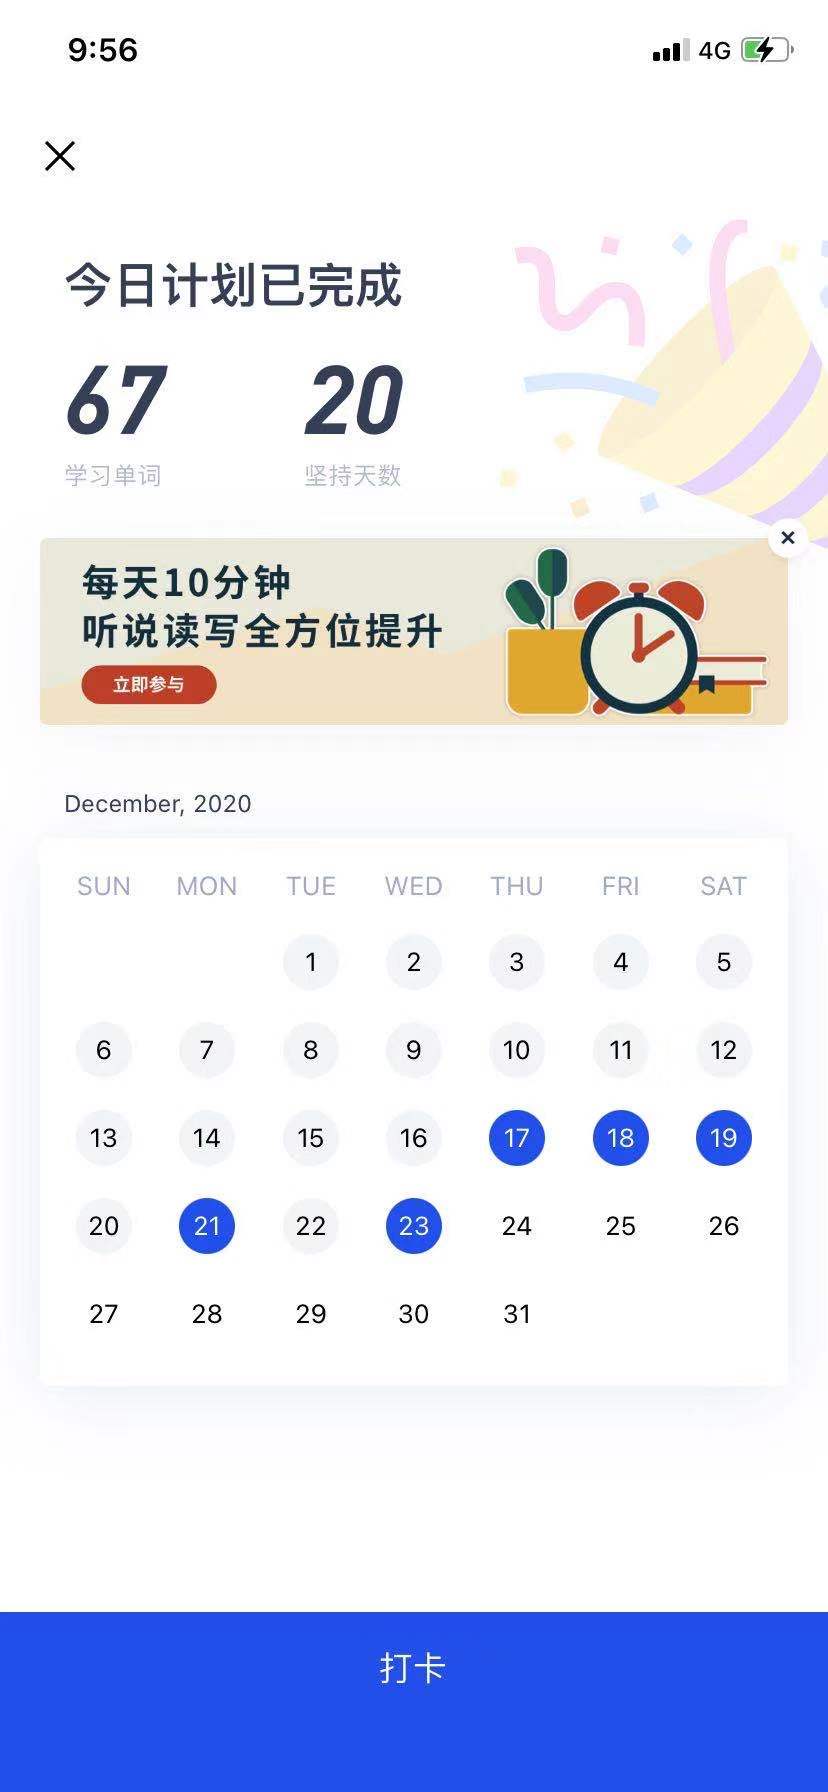 9:56 4G
今日计划已完成
67 20
学习单词 坚持天数
每天10分钟
听说读写全方位提升
立即参与
December, 2020
SUN MON TUE WED THU FRI SAT
1 2 3 4 5
6 7 8 9 10 11 12
13 14 15 16 17 18 19
20 21 22 23 24 25 26
27 28 29 30 31
打卡